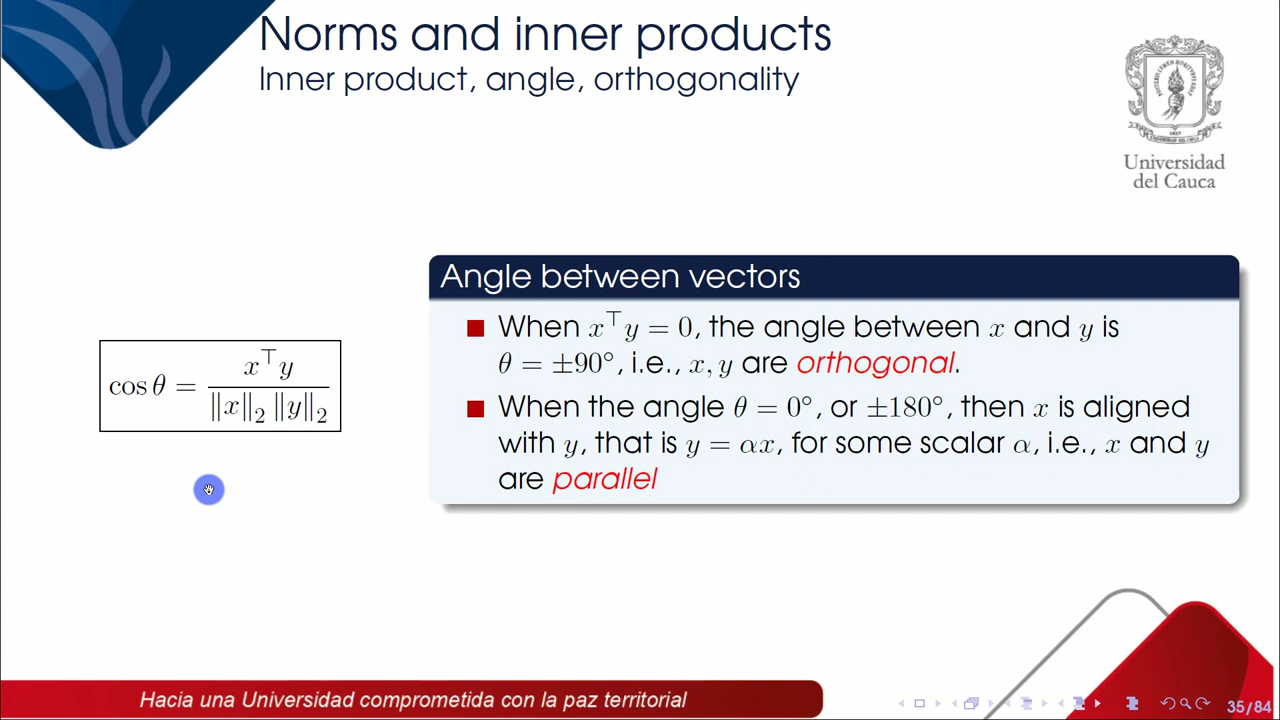 Norms and inner products
Inner product, angle, orthogonality
Universidad
del Cauca
Angle between vectors
When x⊤y = 0, the angle between x and y is
θ = ±90°, i.e., x, y are orthogonal.
When the angle θ = 0°, or ±180°, then x is aligned
with y, that is y = αx, for some scalar α, i.e., x and y
are parallel
cos θ = x⊤y / ‖x‖₂ ‖y‖₂
Hacia una Universidad comprometida con la paz territorial
35/84